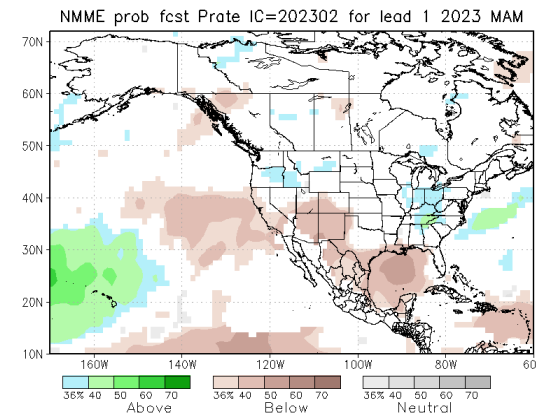 NMME prob fcst Prate IC=202302 for lead 1 2023 MAM
70N
60N
50N
40N
30N
20N
10N
160W 140W 120W 100W 80W 60
36% 40 50 60 70 36% 40 50 60 70 36% 40 50 60 70
Above Below Neutral